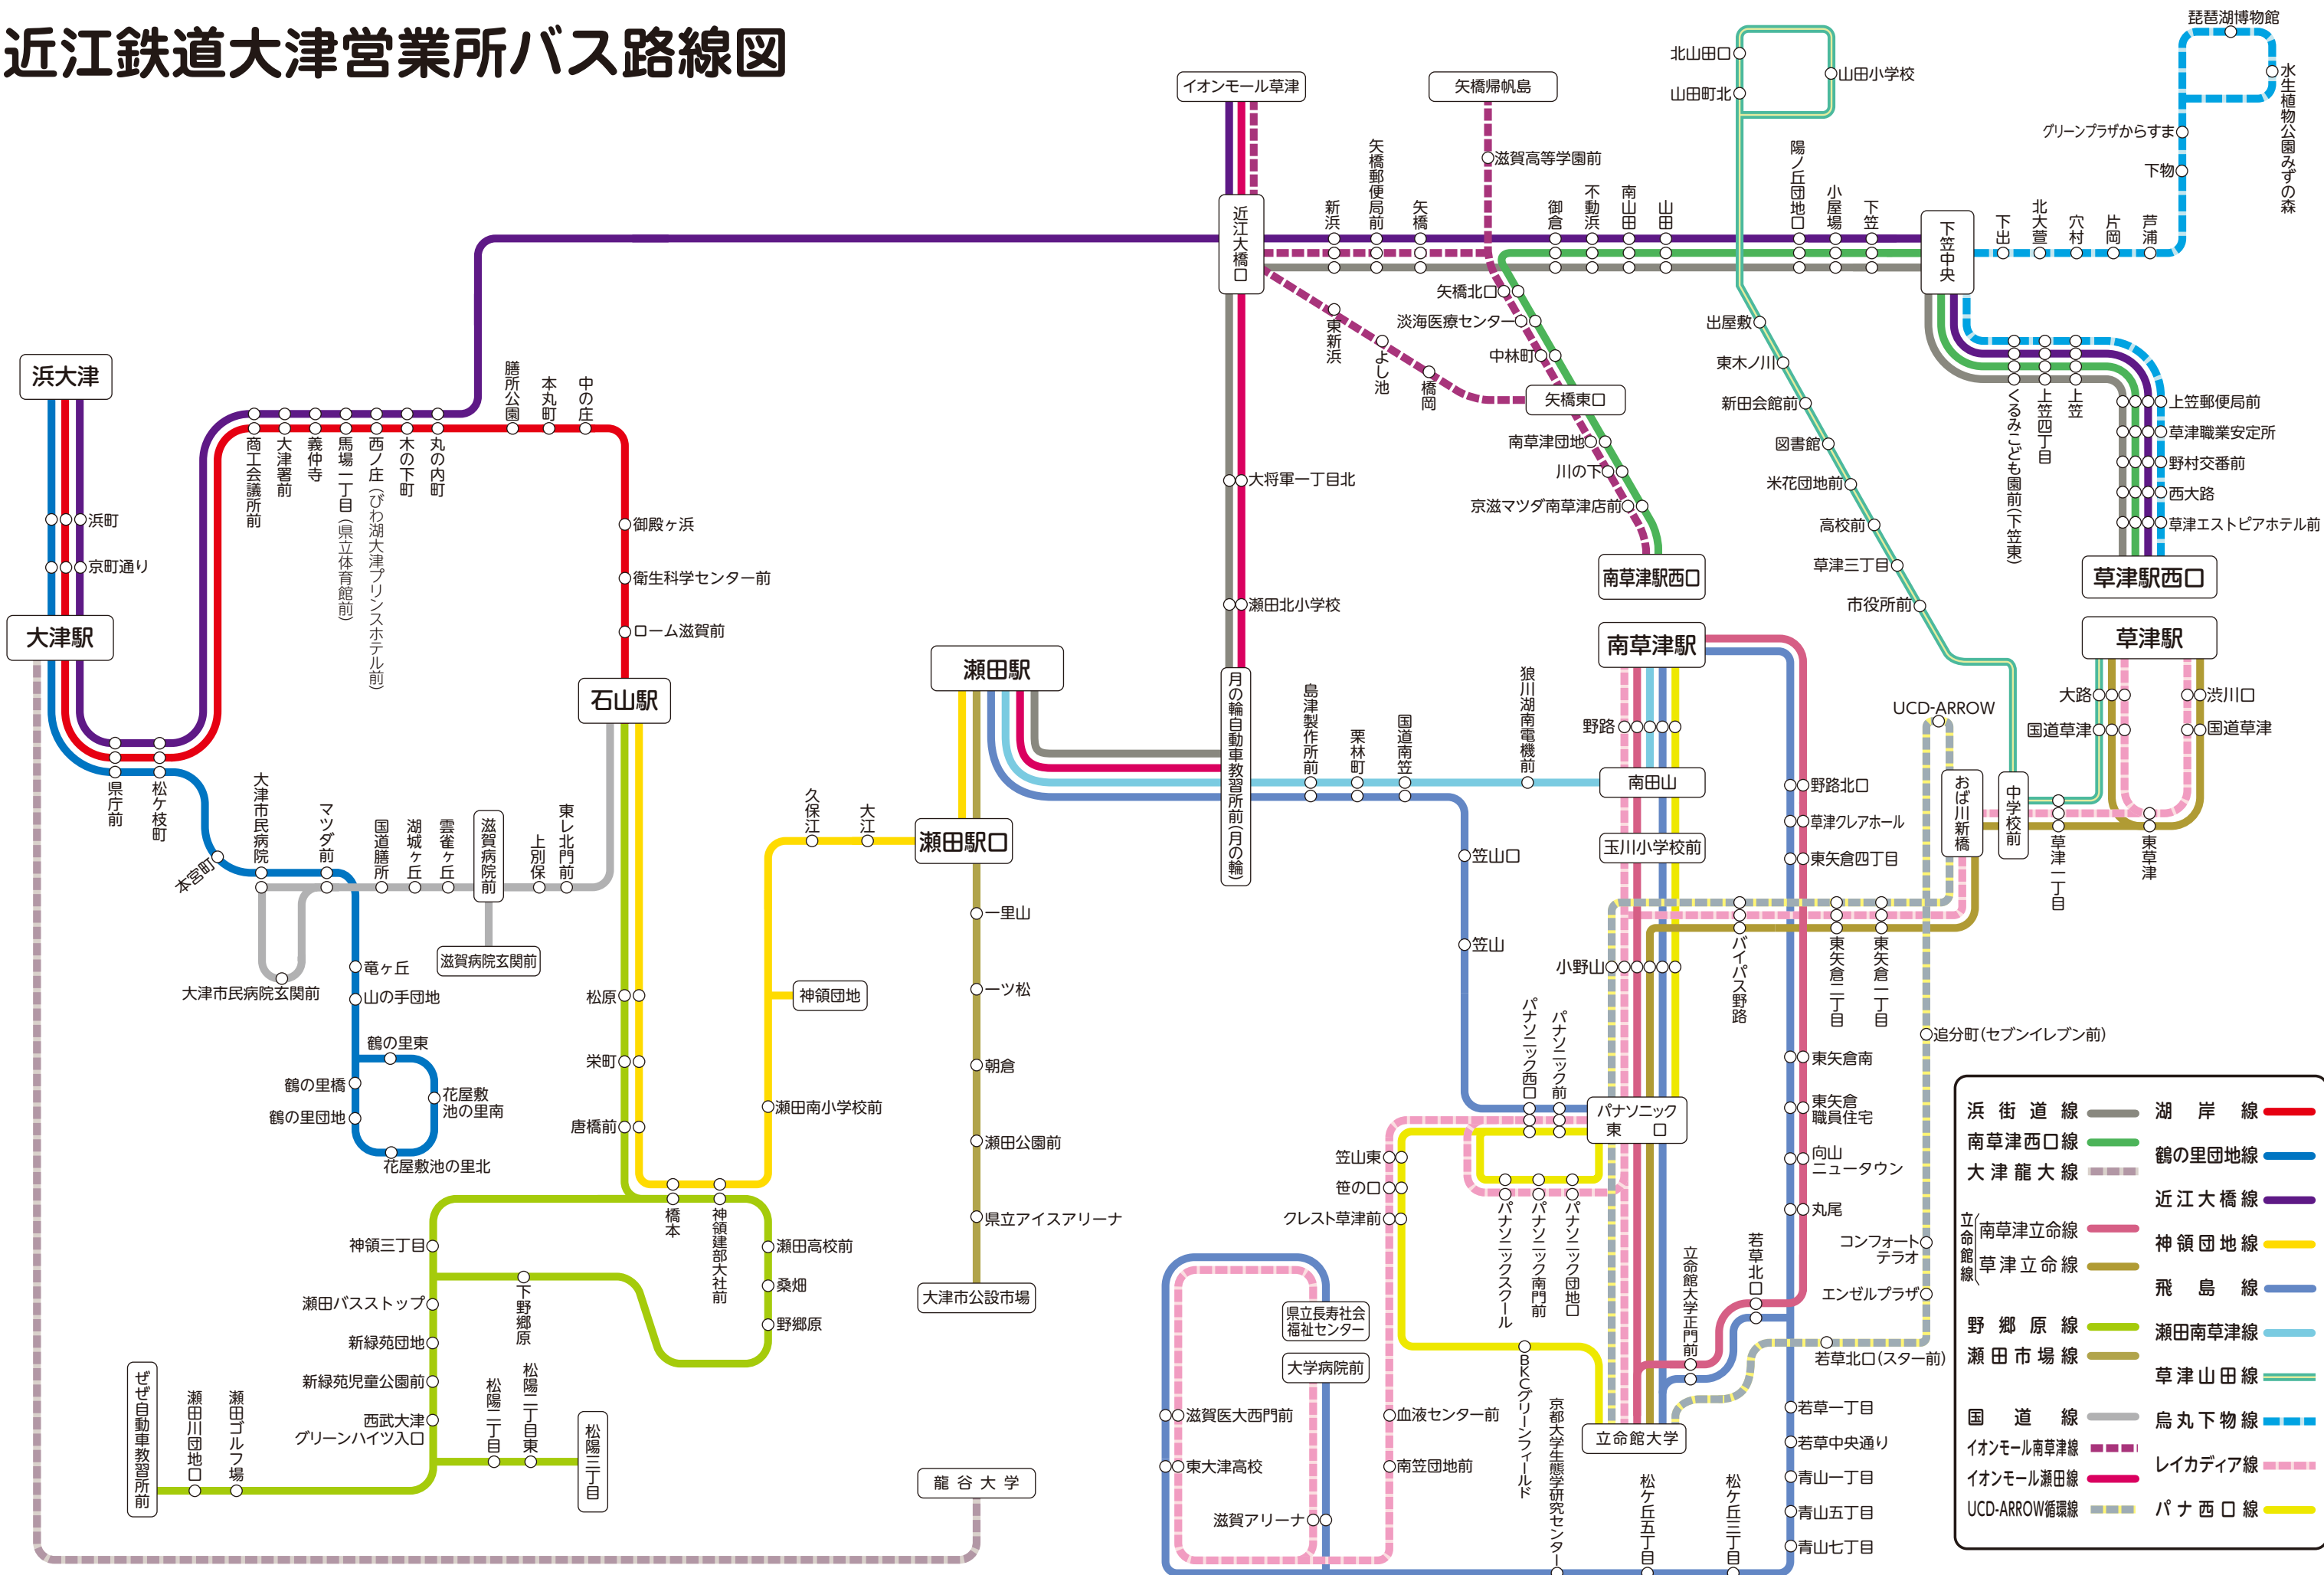 近江鉄道大津営業所バス路線図
琵琶湖博物館
水生植物公園みずの森
グリーンプラザからすま
下物
北山田口
山田小学校
山田町北
イオンモール草津
矢橋帰帆島
滋賀高等学園前
近江大橋口
新浜
矢橋郵便局前
矢橋
御倉
不動浜
南山田
山田
陽ノ丘団地口
小屋場
下笠
下笠中央
下出
北大萱
穴村
片岡
芦浦
矢橋北口
淡海医療センター
中林町
矢橋東口
東新浜
よし池
橋岡
南草津団地
川の下
京滋マツダ南草津店前
南草津駅西口
出屋敷
東木ノ川
新田会館前
図書館
米花団地前
高校前
草津三丁目
市役所前
くるみこども園前(下笠東)
上笠四丁目
上笠
上笠郵便局前
草津職業安定所
野村交番前
西大路
草津エストピアホテル前
草津駅西口
草津駅
大路
渋川口
国道草津
国道草津
浜大津
浜町
京町通り
大津駅
商工会議所前
大津署前
義仲寺
馬場一丁目(県立体育館前)
西ノ庄(びわ湖大津プリンスホテル前)
木の下町
丸の内町
膳所公園
本丸町
中の庄
御殿ヶ浜
衛生科学センター前
ローム滋賀前
石山駅
県庁前
松ケ枝町
本宮町
大津市民病院
マツダ前
国道膳所
湖城ヶ丘
雲雀ヶ丘
滋賀病院前
上別保
東レ北門前
滋賀病院玄関前
大津市民病院玄関前
竜ヶ丘
山の手団地
鶴の里東
鶴の里橋
鶴の里団地
花屋敷
池の里南
花屋敷池の里北
松原
栄町
唐橋前
久保江
大江
瀬田駅
瀬田駅口
神領団地
瀬田南小学校前
橋本
神領建部大社前
瀬田高校前
桑畑
野郷原
神領三丁目
瀬田バスストップ
下野郷原
新緑苑団地
新緑苑児童公園前
西武大津
グリーンハイツ入口
松陽二丁目
松陽二丁目東
松陽三丁目
ぜぜ自動車教習所前
瀬田川団地口
瀬田ゴルフ場
一里山
一ツ松
朝倉
瀬田公園前
県立アイスアリーナ
大津市公設市場
龍谷大学
大将軍一丁目北
瀬田北小学校
月の輪自動車教習所前(月の輪)
島津製作所前
栗林町
国道南笠
狼川湖南電機前
南草津駅
野路
南田山
玉川小学校前
小野山
笠山口
笠山
パナソニック西口
パナソニック前
パナソニック
東口
笠山東
笹の口
クレスト草津前
パナソニックスクール
パナソニック南門前
パナソニック団地口
野路北口
草津クレアホール
東矢倉四丁目
バイパス野路
東矢倉二丁目
東矢倉一丁目
UCD-ARROW
おば川新橋
中学校前
草津一丁目
東草津
追分町(セブンイレブン前)
東矢倉南
東矢倉
職員住宅
向山
ニュータウン
丸尾
コンフォート
テラオ
エンゼルプラザ
若草北口(スター前)
立命館大学正門前
若草北口
立命館大学
県立長寿社会
福祉センター
大学病院前
滋賀医大西門前
東大津高校
滋賀アリーナ
血液センター前
南笠団地前
BKCグリーンフィールド
京都大学生態学研究センター
松ケ丘五丁目
松ケ丘三丁目
若草一丁目
若草中央通り
青山一丁目
青山五丁目
青山七丁目
浜街道線
南草津西口線
大津龍大線
立命館線
南草津立命線
草津立命線
野郷原線
瀬田市場線
国道線
イオンモール南草津線
イオンモール瀬田線
UCD-ARROW循環線
湖岸線
鶴の里団地線
近江大橋線
神領団地線
飛島線
瀬田南草津線
草津山田線
烏丸下物線
レイカディア線
パナ西口線